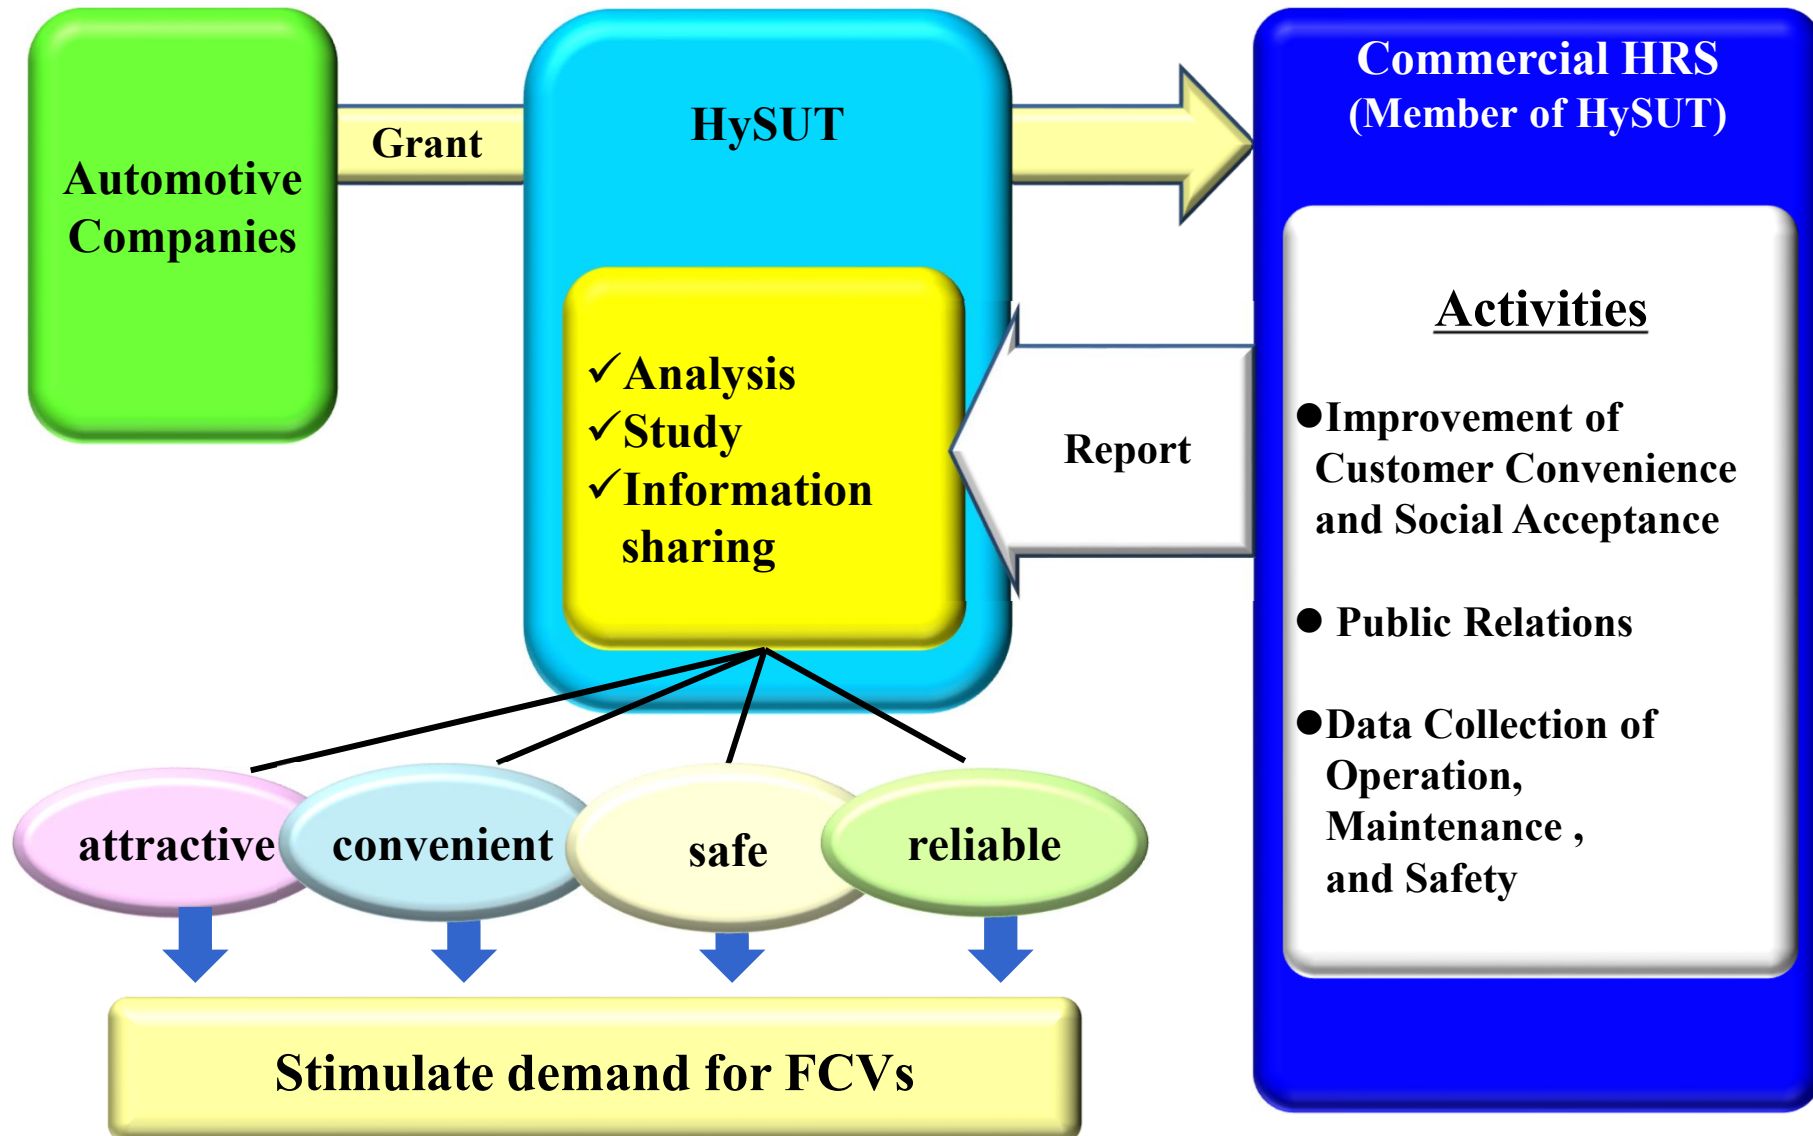 Automotive
Companies
Grant
HySUT
✓Analysis
✓Study
✓Information
sharing
Commercial HRS
(Member of HySUT)
Activities
●Improvement of
Customer Convenience
and Social Acceptance
● Public Relations
●Data Collection of
Operation,
Maintenance ,
and Safety
Report
attractive
convenient
safe
reliable
Stimulate demand for FCVs